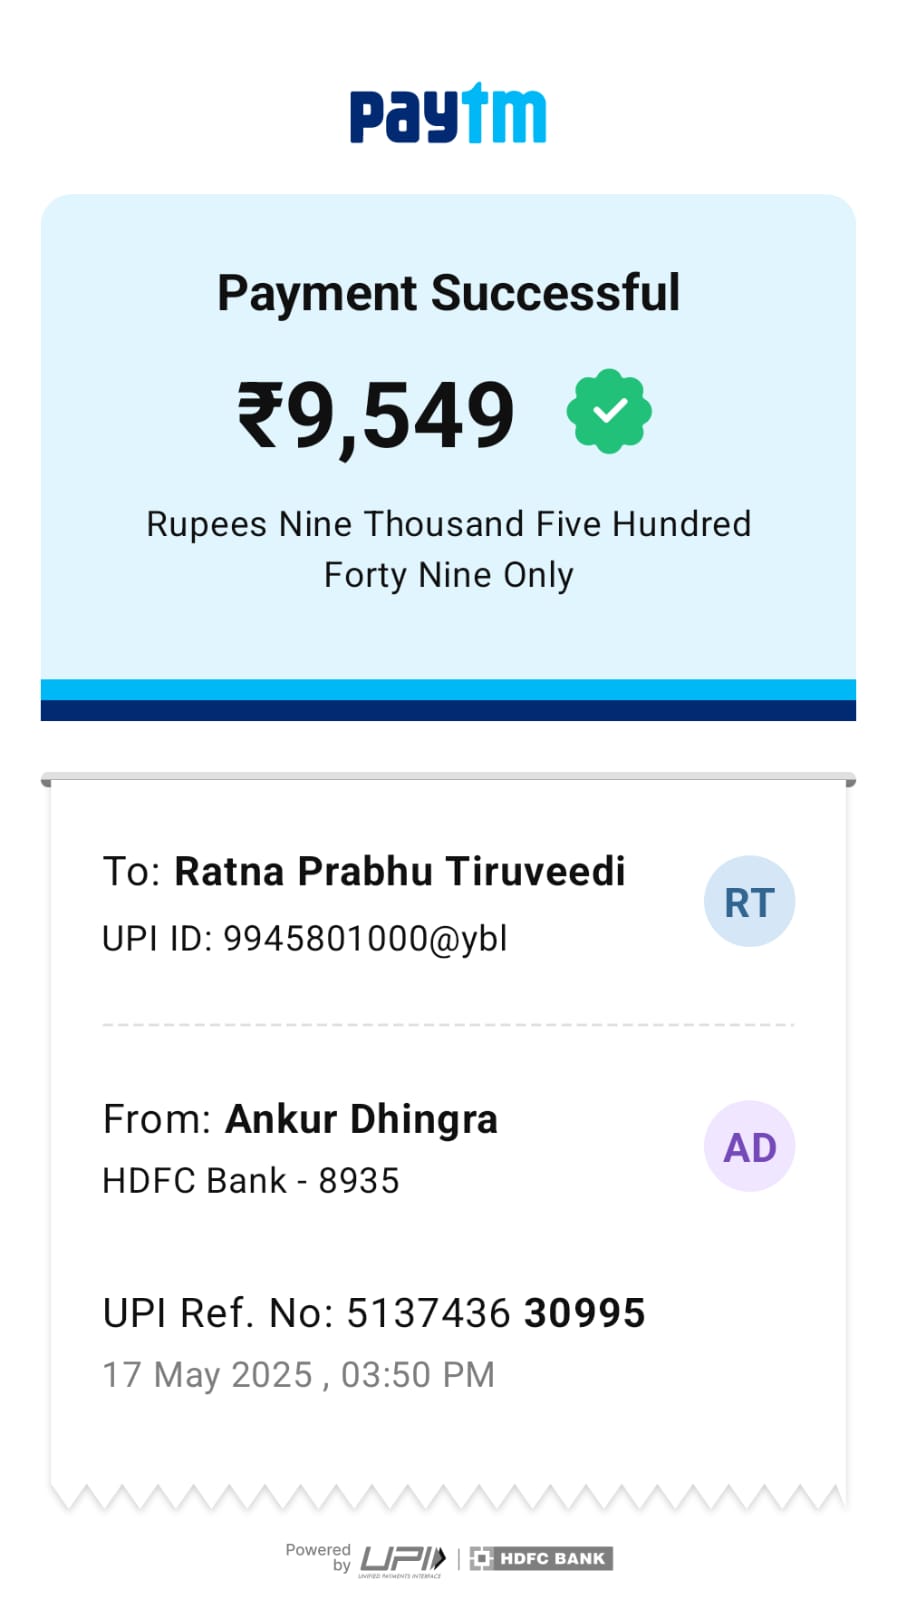 paytm
Payment Successful
₹9,549
Rupees Nine Thousand Five Hundred
Forty Nine Only
To: Ratna Prabhu Tiruveedi
RT
UPI ID: 9945801000@ybl
From: Ankur Dhingra
AD
HDFC Bank - 8935
UPI Ref. No: 5137436 30995
17 May 2025 , 03:50 PM
Powered
by
UPI
UNIFIED PAYMENTS INTERFACE
HDFC BANK